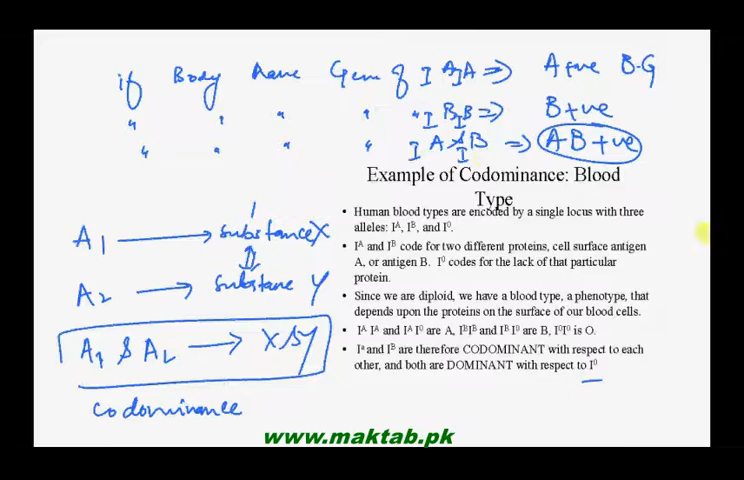 if Body have Gene of I A I A => A +ve B.G
" " " " " I B I B => B +ve
" " " " I A I B => AB +ve
Example of Codominance: Blood
Type
• Human blood types are encoded by a single locus with three
alleles: Iᴬ, Iᴮ, and I⁰.
• Iᴬ and Iᴮ code for two different proteins, cell surface antigen
A, or antigen B. I⁰ codes for the lack of that particular
protein.
• Since we are diploid, we have a blood type, a phenotype, that
depends upon the proteins on the surface of our blood cells.
• Iᴬ Iᴬ and Iᴬ I⁰ are A, IᴮIᴮ and Iᴮ I⁰ are B, I⁰I⁰ is O.
• Iᵃ and Iᴮ are therefore CODOMINANT with respect to each
other, and both are DOMINANT with respect to I⁰
A1 → substance X
A2 → substane Y
A1 & A2 → X & Y
codominance
www.maktab.pk